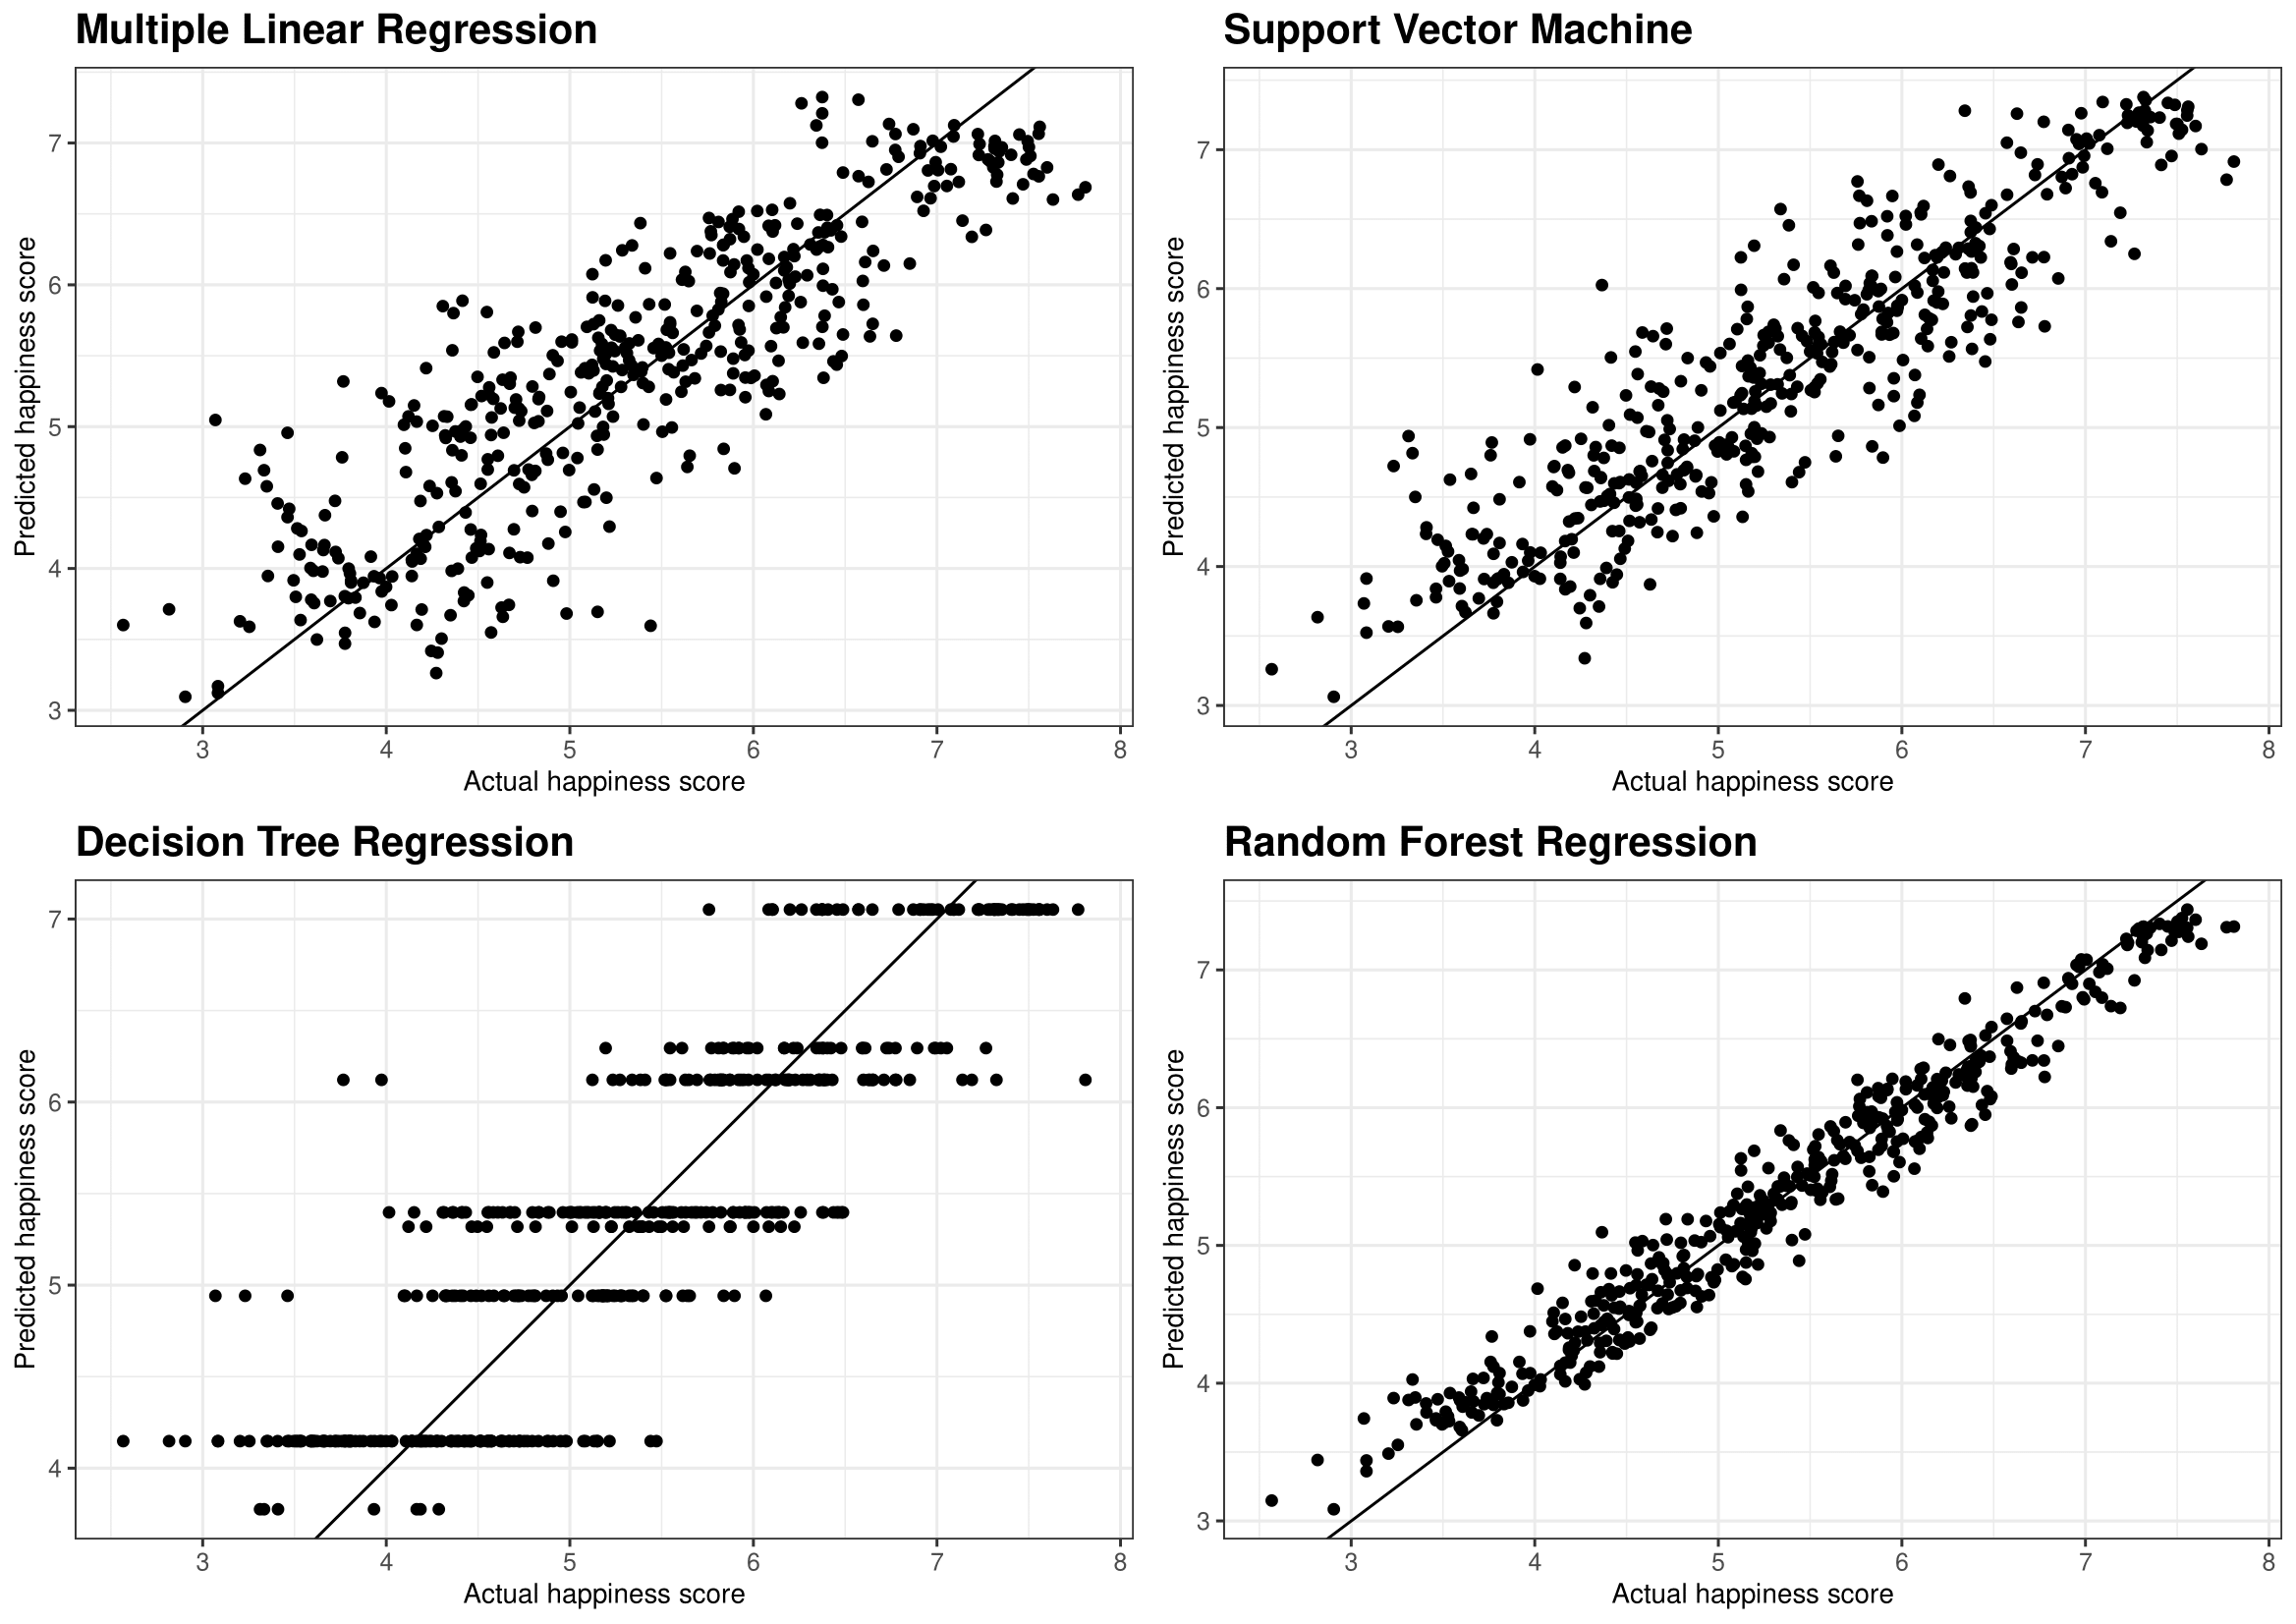 Multiple Linear Regression
Predicted happiness score
7
6
5
4
3
3 4 5 6 7 8
Actual happiness score
Support Vector Machine
Predicted happiness score
7
6
5
4
3
3 4 5 6 7 8
Actual happiness score
Decision Tree Regression
Predicted happiness score
7
6
5
4
3 4 5 6 7 8
Actual happiness score
Random Forest Regression
Predicted happiness score
7
6
5
4
3
3 4 5 6 7 8
Actual happiness score